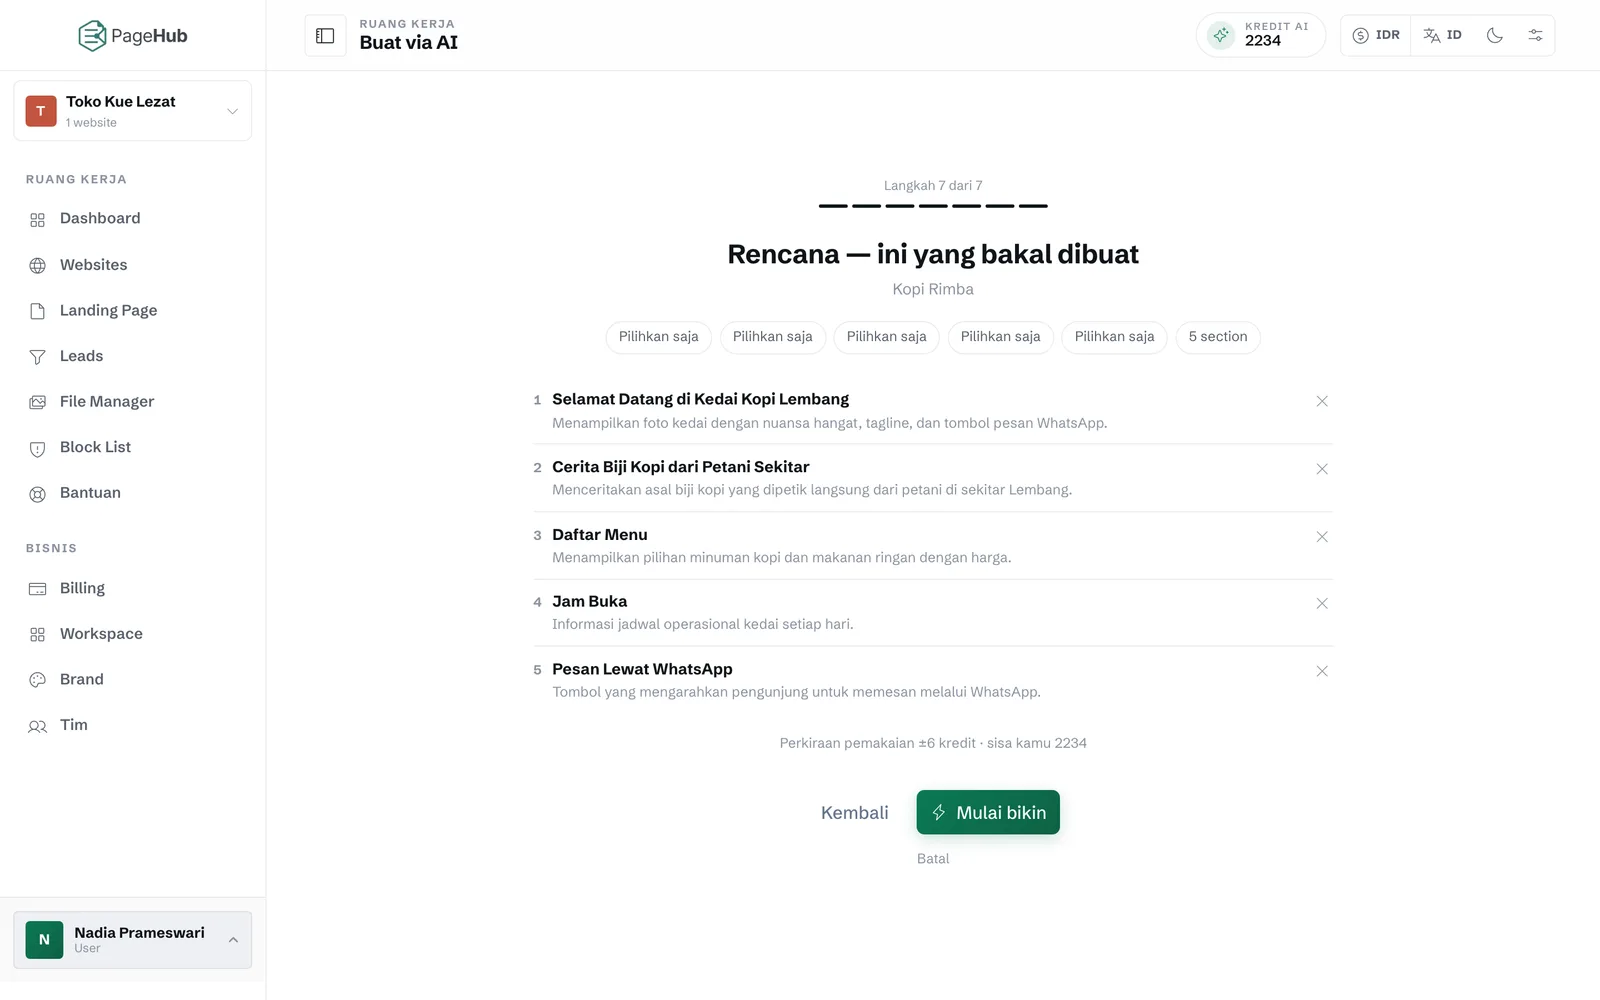 PageHub
Toko Kue Lezat
T
1 website
RUANG KERJA
Dashboard
Websites
Landing Page
Leads
File Manager
Block List
Bantuan
BISNIS
Billing
Workspace
Brand
Tim
N
Nadia Prameswari
User
RUANG KERJA
Buat via AI
KREDIT AI
2234
IDR
ID
Langkah 7 dari 7
Rencana — ini yang bakal dibuat
Kopi Rimba
Pilihkan saja Pilihkan saja Pilihkan saja Pilihkan saja Pilihkan saja 5 section
1 Selamat Datang di Kedai Kopi Lembang
Menampilkan foto kedai dengan nuansa hangat, tagline, dan tombol pesan WhatsApp.
2 Cerita Biji Kopi dari Petani Sekitar
Menceritakan asal biji kopi yang dipetik langsung dari petani di sekitar Lembang.
3 Daftar Menu
Menampilkan pilihan minuman kopi dan makanan ringan dengan harga.
4 Jam Buka
Informasi jadwal operasional kedai setiap hari.
5 Pesan Lewat WhatsApp
Tombol yang mengarahkan pengunjung untuk memesan melalui WhatsApp.
Perkiraan pemakaian ±6 kredit · sisa kamu 2234
Kembali
Mulai bikin
Batal